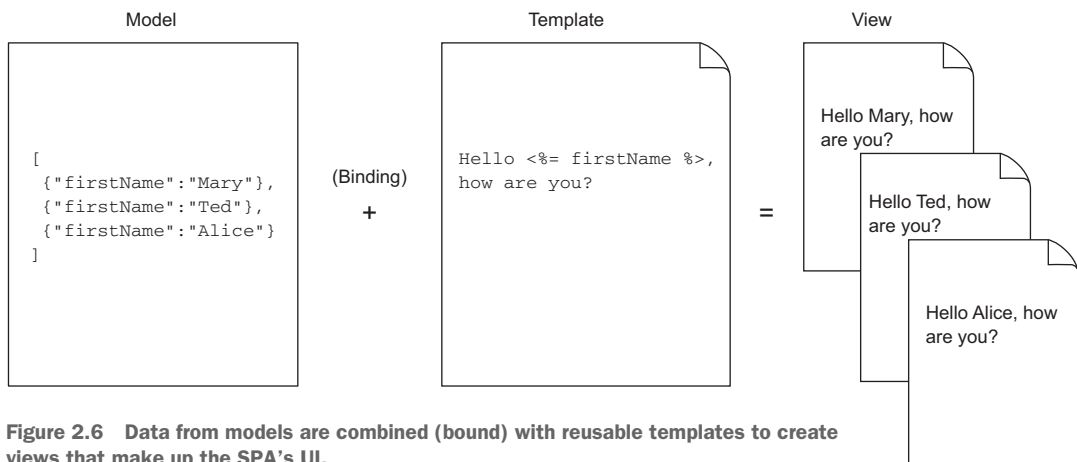 Model
Template
View
[
{"firstName":"Mary"},
{"firstName":"Ted"},
{"firstName":"Alice"}
]
(Binding)
+
Hello <%= firstName %>,
how are you?
=
Hello Mary, how
are you?
Hello Ted, how
are you?
Hello Alice, how
are you?
Figure 2.6 Data from models are combined (bound) with reusable templates to create
views that make up the SPA's UI.